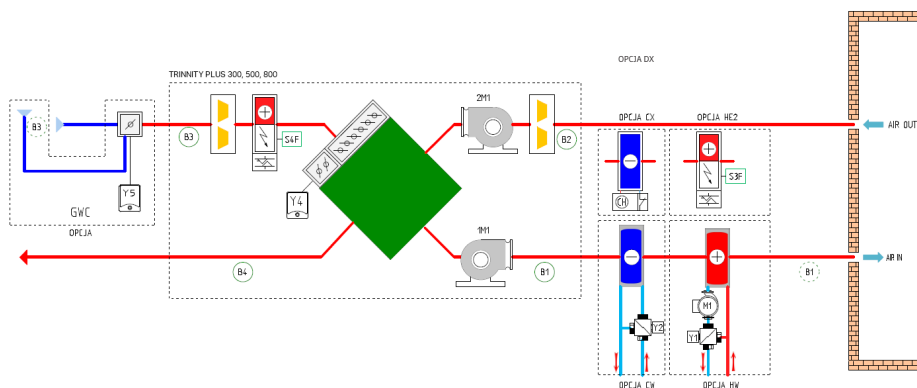 OPCJA DX
TRINNITY PLUS 300, 500, 800
2M1
OPCJA CX
OPCJA HE2
B3
B3
S4F
B2
AIR OUT
S3F
CH
Y5
Y4
GWC
OPCJA
1M1
B4
B1
B1
AIR IN
M1
Y2
Y1
OPCJA CW
OPCJA HW